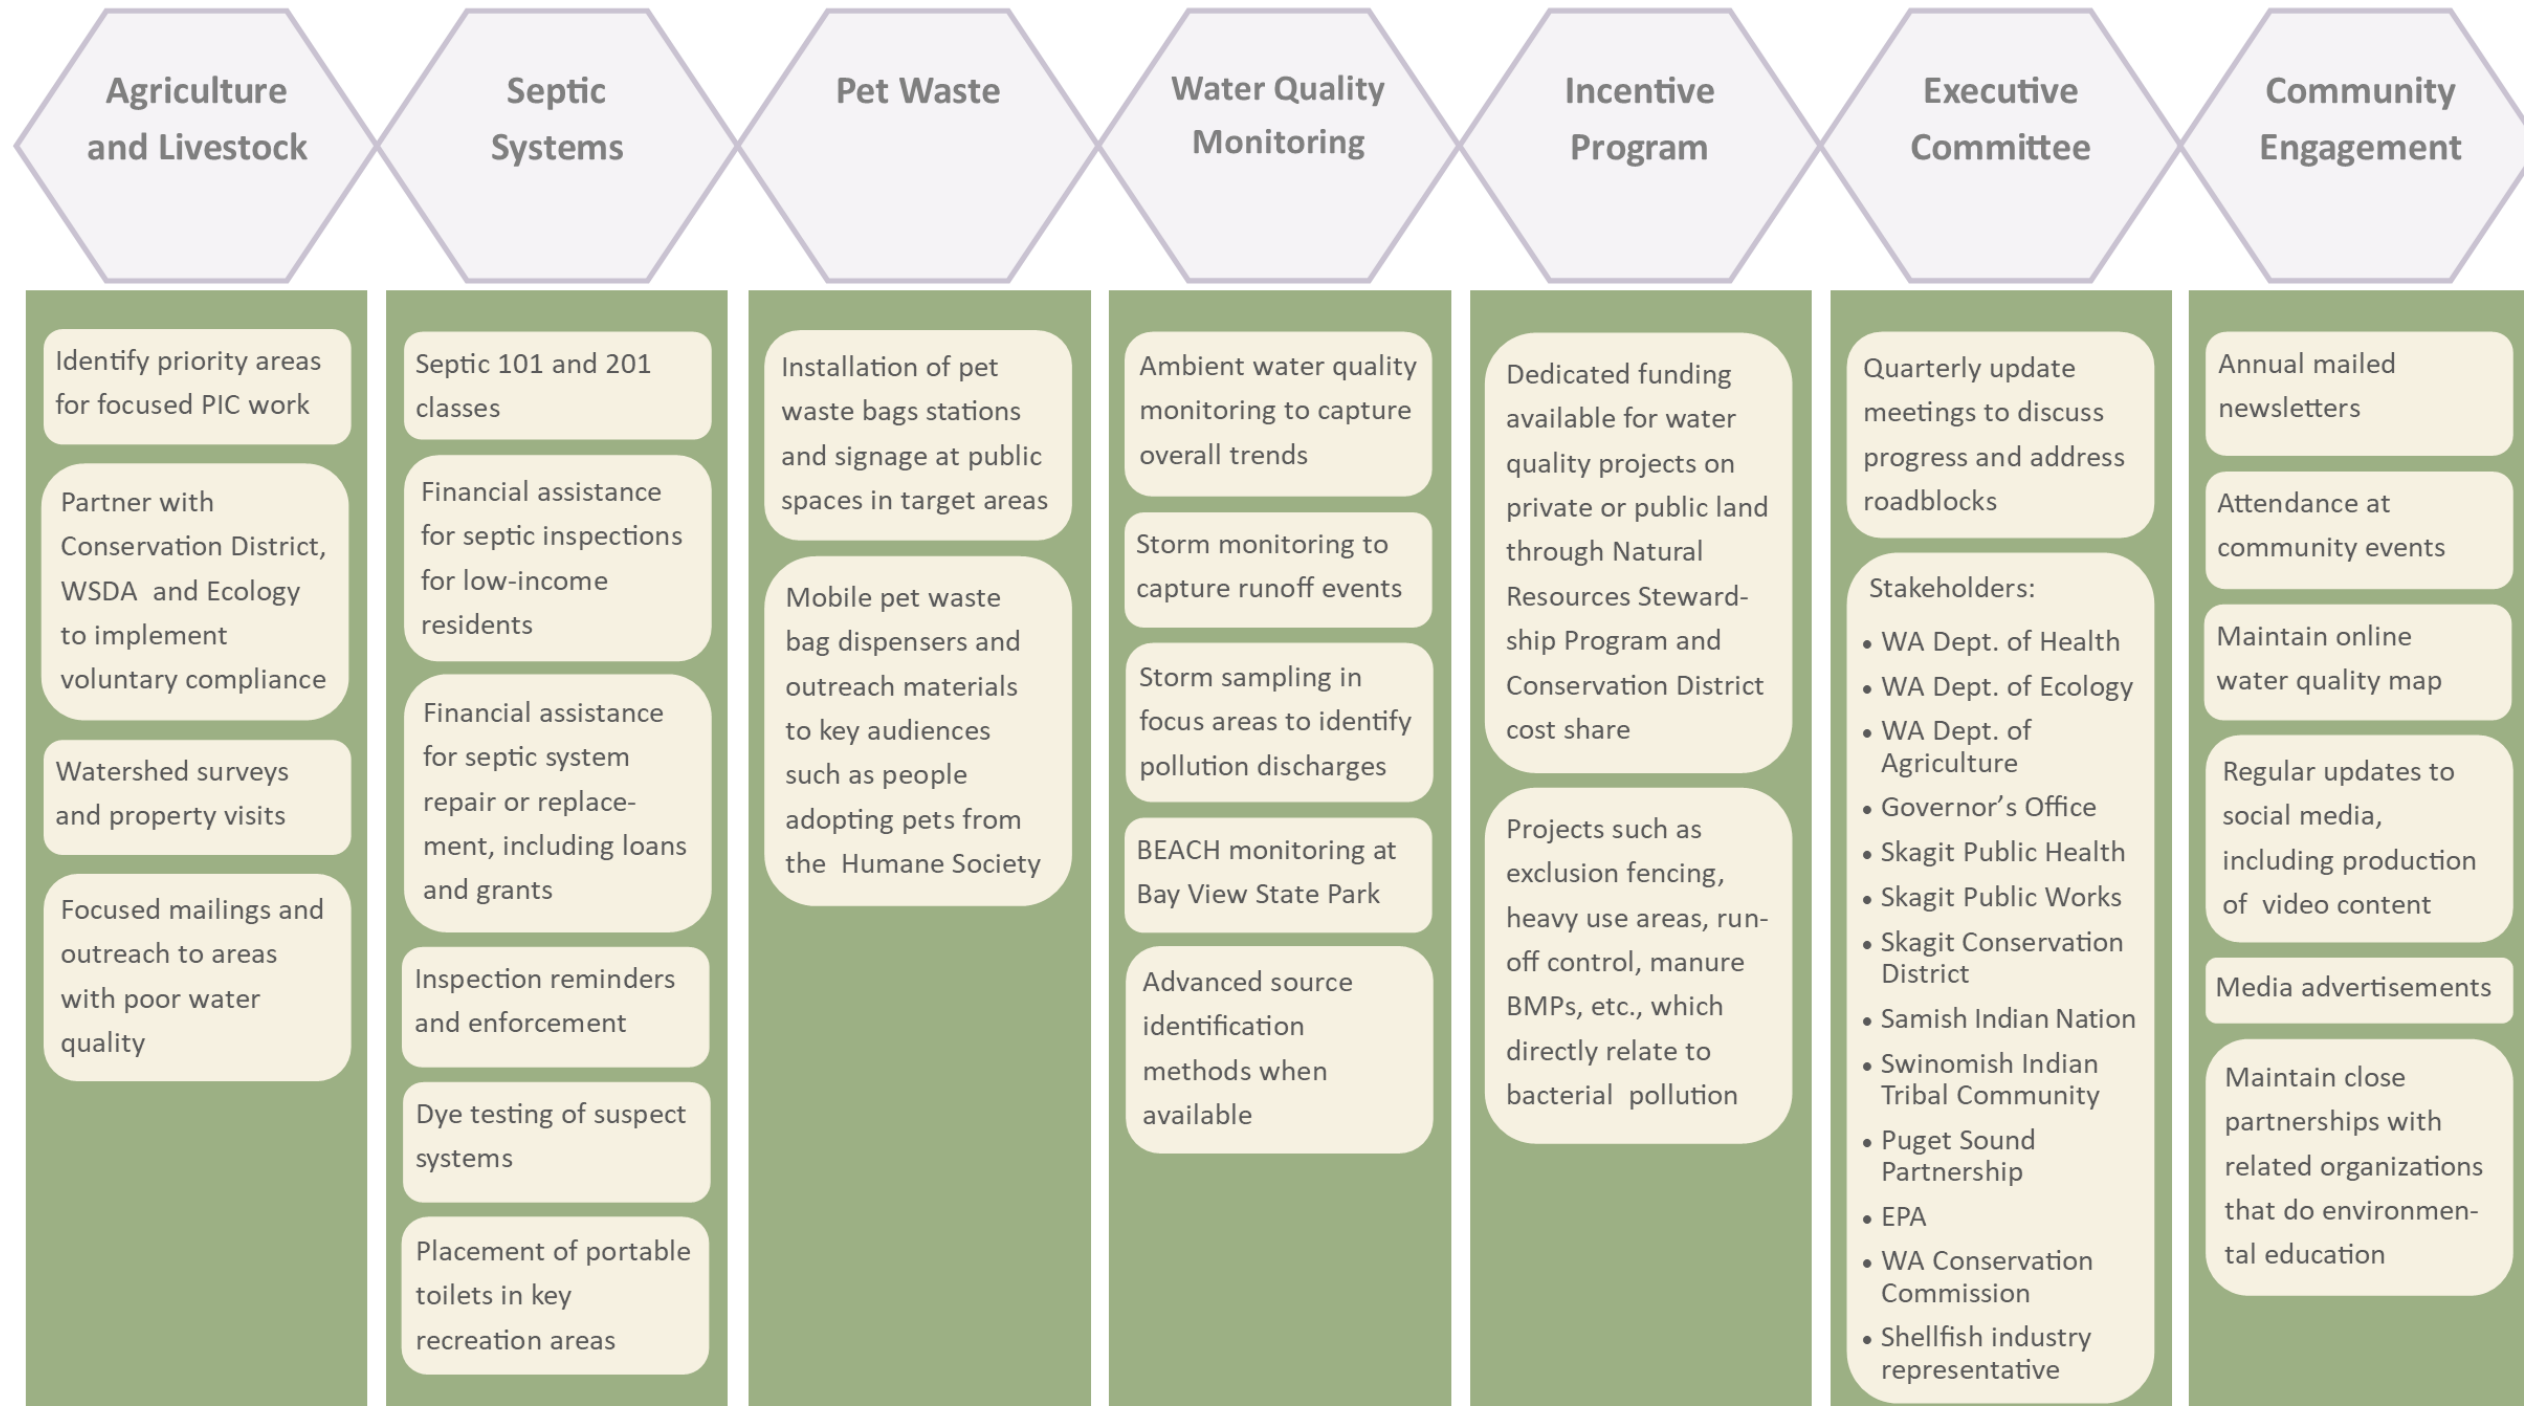 Agriculture
and Livestock
Identify priority areas
for focused PIC work
Partner with
Conservation District,
WSDA  and Ecology
to implement
voluntary compliance
Watershed surveys
and property visits
Focused mailings and
outreach to areas
with poor water
quality
Septic
Systems
Septic 101 and 201
classes
Financial assistance
for septic inspections
for low-income
residents
Financial assistance
for septic system
repair or replace-
ment, including loans
and grants
Inspection reminders
and enforcement
Dye testing of suspect
systems
Placement of portable
toilets in key
recreation areas
Pet Waste
Installation of pet
waste bags stations
and signage at public
spaces in target areas
Mobile pet waste
bag dispensers and
outreach materials
to key audiences
such as people
adopting pets from
the  Humane Society
Water Quality
Monitoring
Ambient water quality
monitoring to capture
overall trends
Storm monitoring to
capture runoff events
Storm sampling in
focus areas to identify
pollution discharges
BEACH monitoring at
Bay View State Park
Advanced source
identification
methods when
available
Incentive
Program
Dedicated funding
available for water
quality projects on
private or public land
through Natural
Resources Steward-
ship Program and
Conservation District
cost share
Projects such as
exclusion fencing,
heavy use areas, run-
off control, manure
BMPs, etc., which
directly relate to
bacterial  pollution
Executive
Committee
Quarterly update
meetings to discuss
progress and address
roadblocks
Stakeholders:
• WA Dept. of Health
• WA Dept. of Ecology
• WA Dept. of
Agriculture
• Governor’s Office
• Skagit Public Health
• Skagit Public Works
• Skagit Conservation
District
• Samish Indian Nation
• Swinomish Indian
Tribal Community
• Puget Sound
Partnership
• EPA
• WA Conservation
Commission
• Shellfish industry
representative
Community
Engagement
Annual mailed
newsletters
Attendance at
community events
Maintain online
water quality map
Regular updates to
social media,
including production
of  video content
Media advertisements
Maintain close
partnerships with
related organizations
that do environmen-
tal education